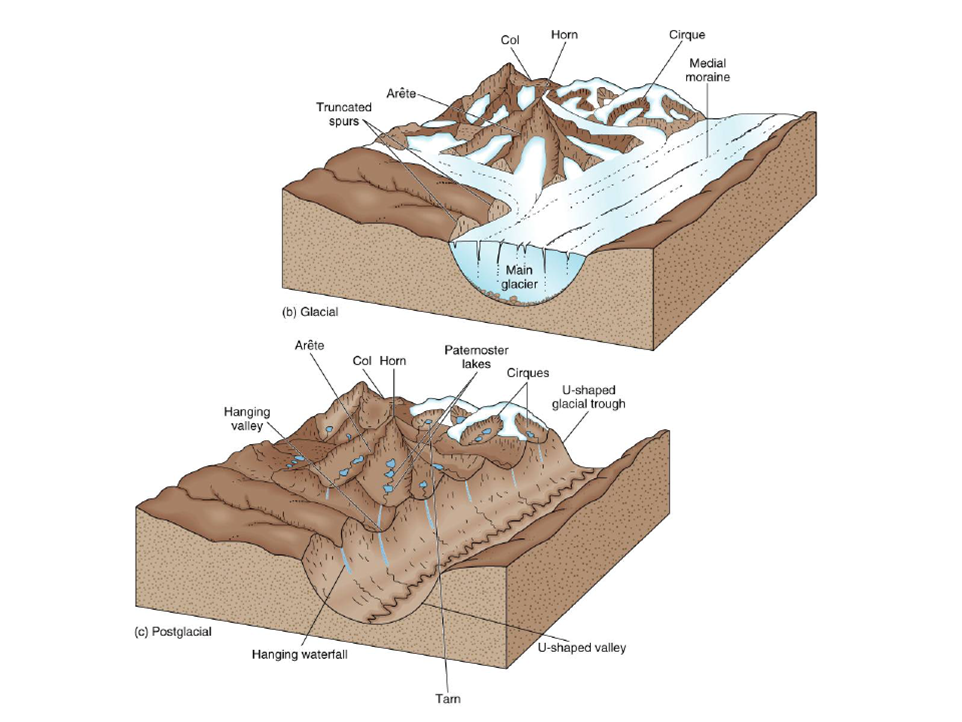 Col
Horn
Cirque
Medial
moraine
Arête
Truncated
spurs
Main
glacier
(b) Glacial
Arête
Col
Horn
Paternoster
lakes
Cirques
U-shaped
glacial trough
Hanging
valley
(c) Postglacial
Hanging waterfall
U-shaped valley
Tarn